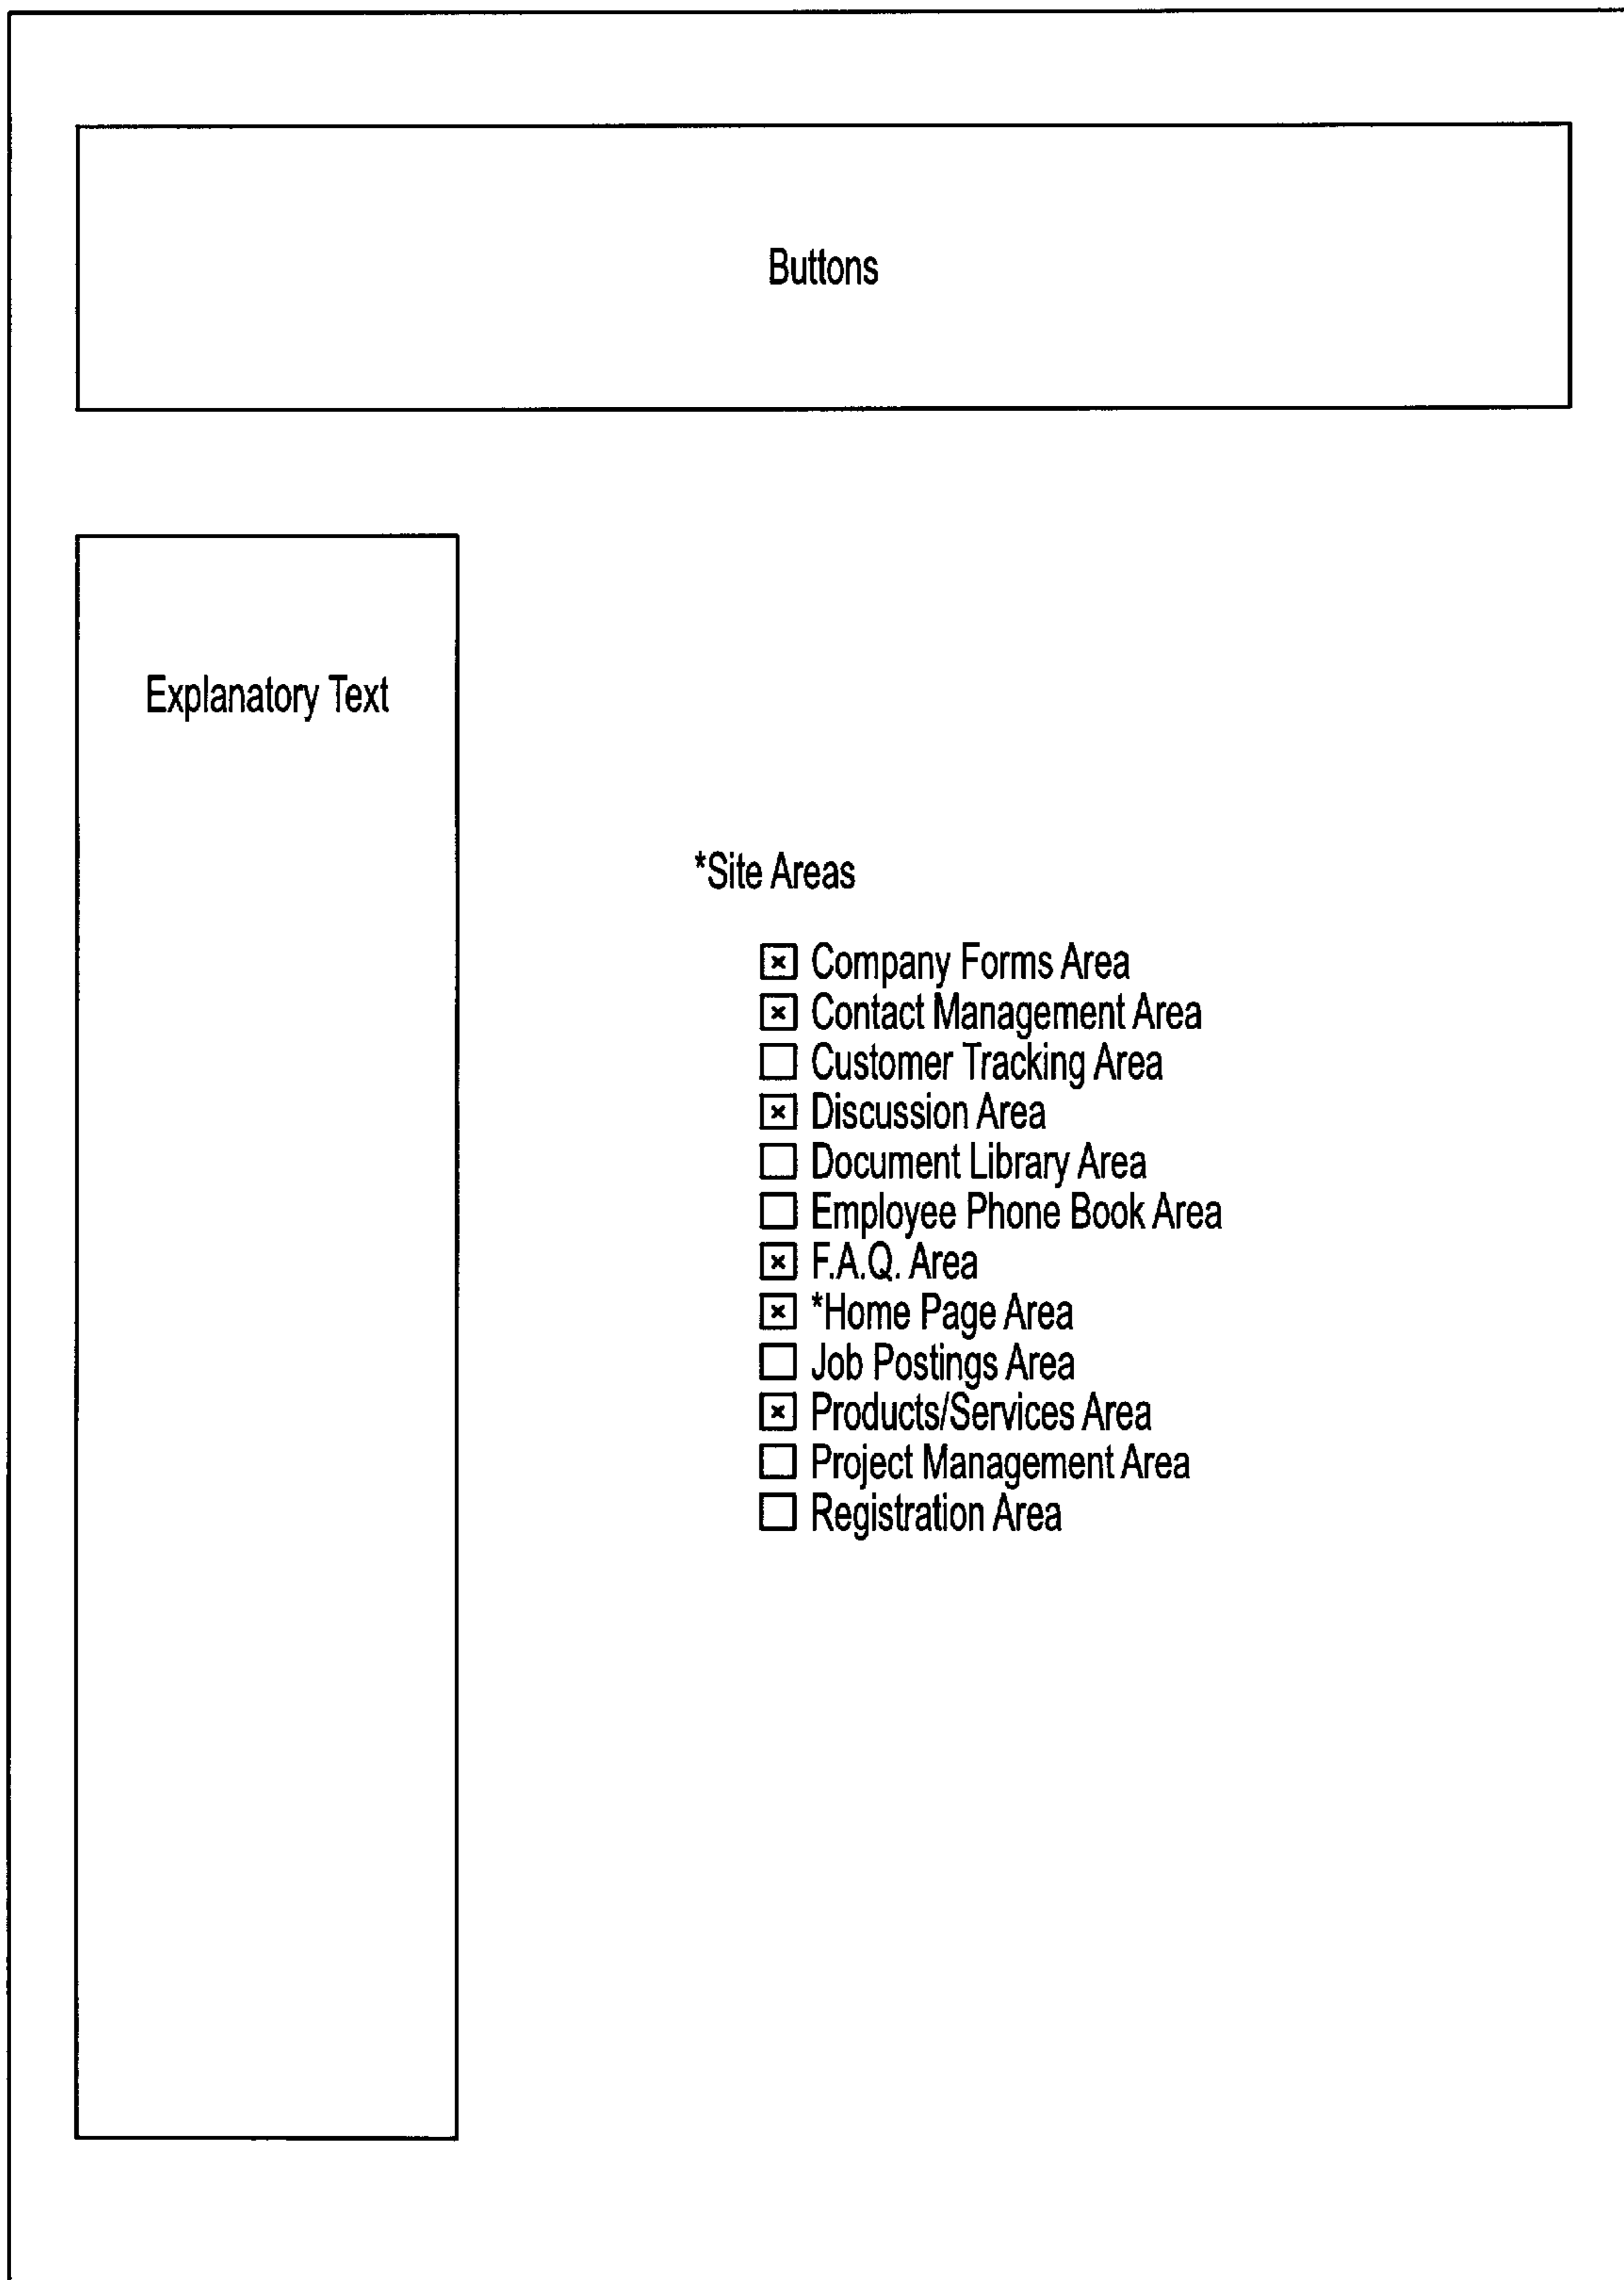 Buttons
Explanatory Text
*Site Areas
Company Forms Area
Contact Management Area
Customer Tracking Area
Discussion Area
Document Library Area
Employee Phone Book Area
F.A.Q. Area
*Home Page Area
Job Postings Area
Products/Services Area
Project Management Area
Registration Area